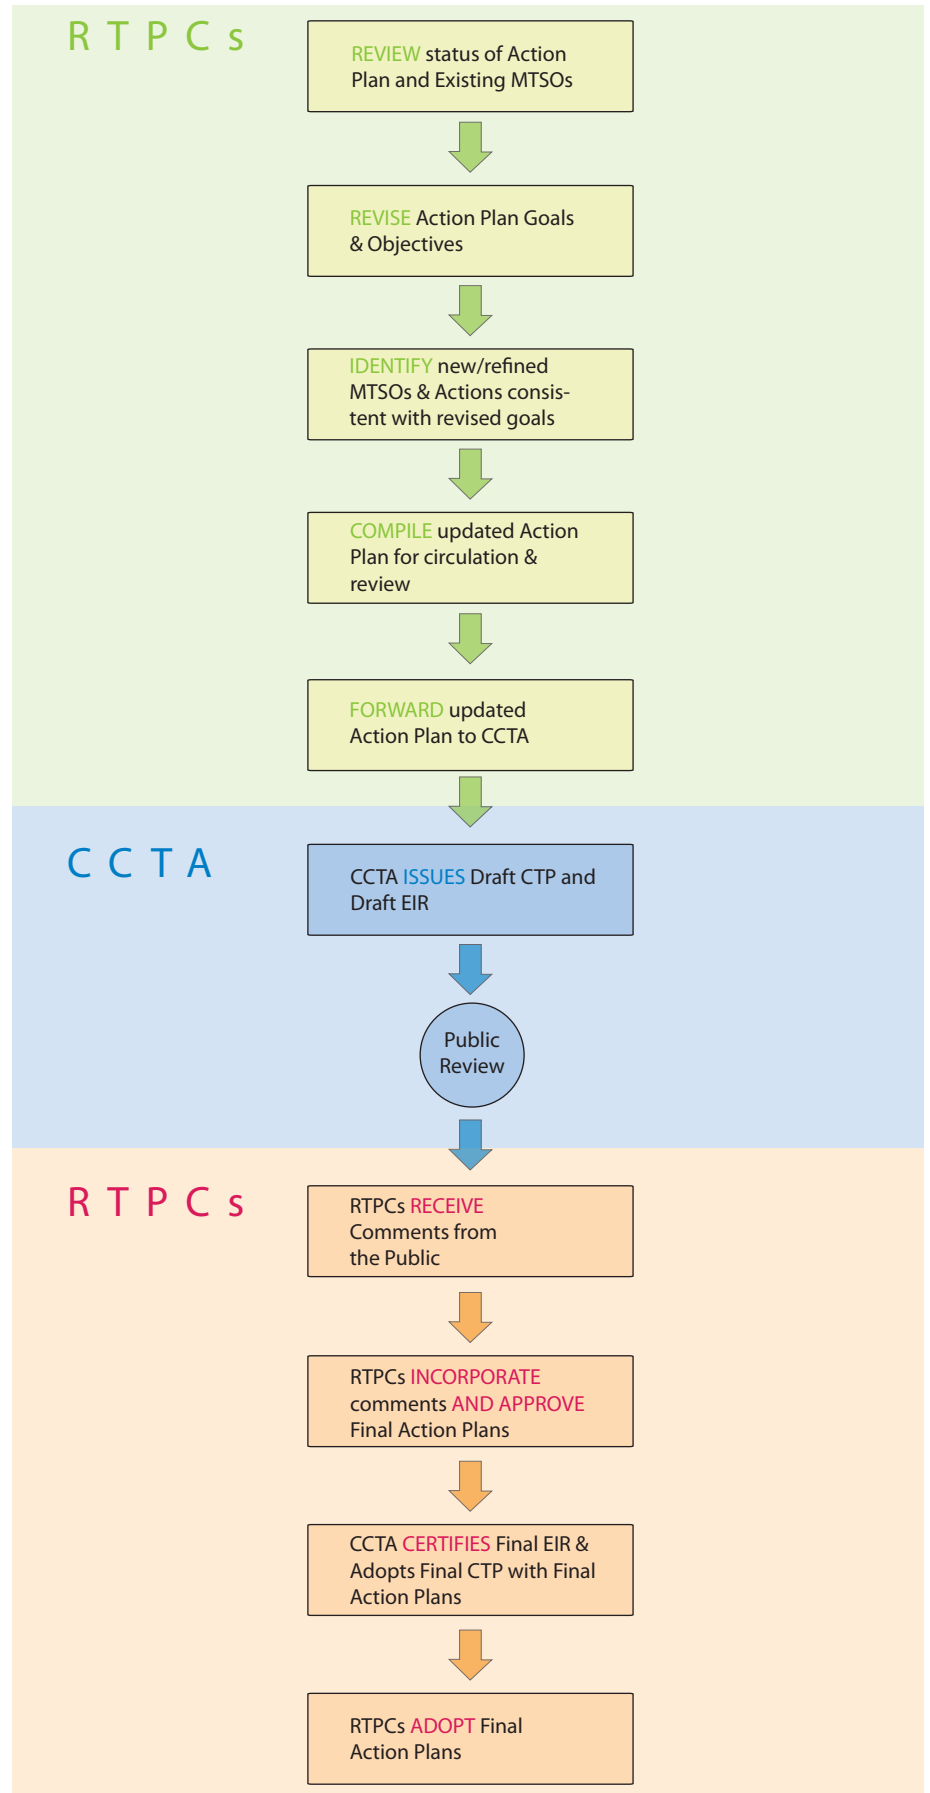 RTPCs
REVIEW status of Action
Plan and Existing MTSOs
REVISE Action Plan Goals
& Objectives
IDENTIFY new/refined
MTSOs & Actions consis-
tent with revised goals
COMPILE updated Action
Plan for circulation &
review
FORWARD updated
Action Plan to CCTA
CCTA
CCTA ISSUES Draft CTP and
Draft EIR
Public
Review
RTPCs
RTPCs RECEIVE
Comments from
the Public
RTPCs INCORPORATE
comments AND APPROVE
Final Action Plans
CCTA CERTIFIES Final EIR &
Adopts Final CTP with Final
Action Plans
RTPCs ADOPT Final
Action Plans